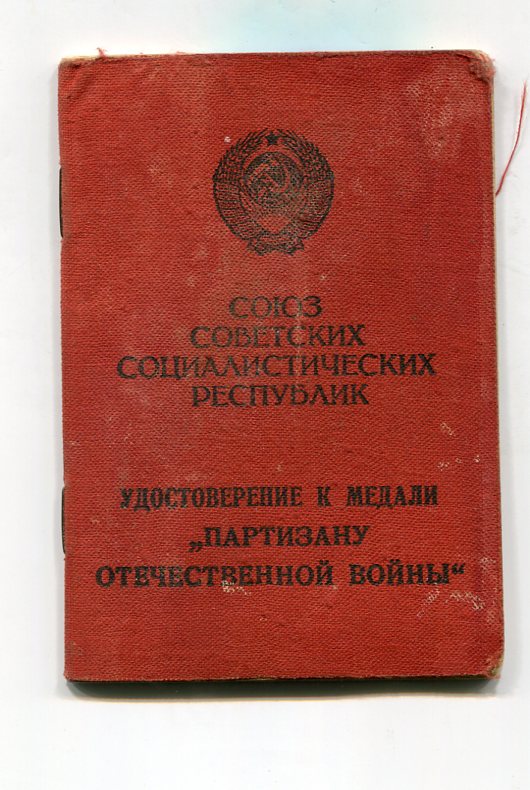 СОЮЗ
СОВЕТСКИХ
СОЦИАЛИСТИЧЕСКИХ
РЕСПУБЛИК
УДОСТОВЕРЕНИЕ К МЕДАЛИ
„ПАРТИЗАНУ
ОТЕЧЕСТВЕННОЙ ВОЙНЫ“